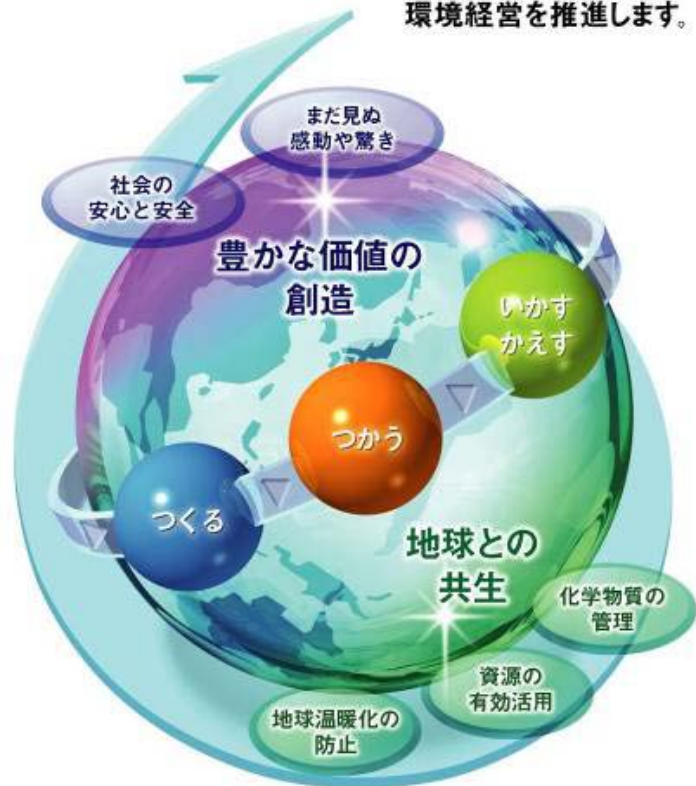 環境経営を推進します。
まだ見ぬ
感動や驚き
社会の
安心と安全
豊かな価値の
創造
いかす
かえす
つかう
つくる
地球との
共生
化学物質の
管理
資源の
有効活用
地球温暖化の
防止